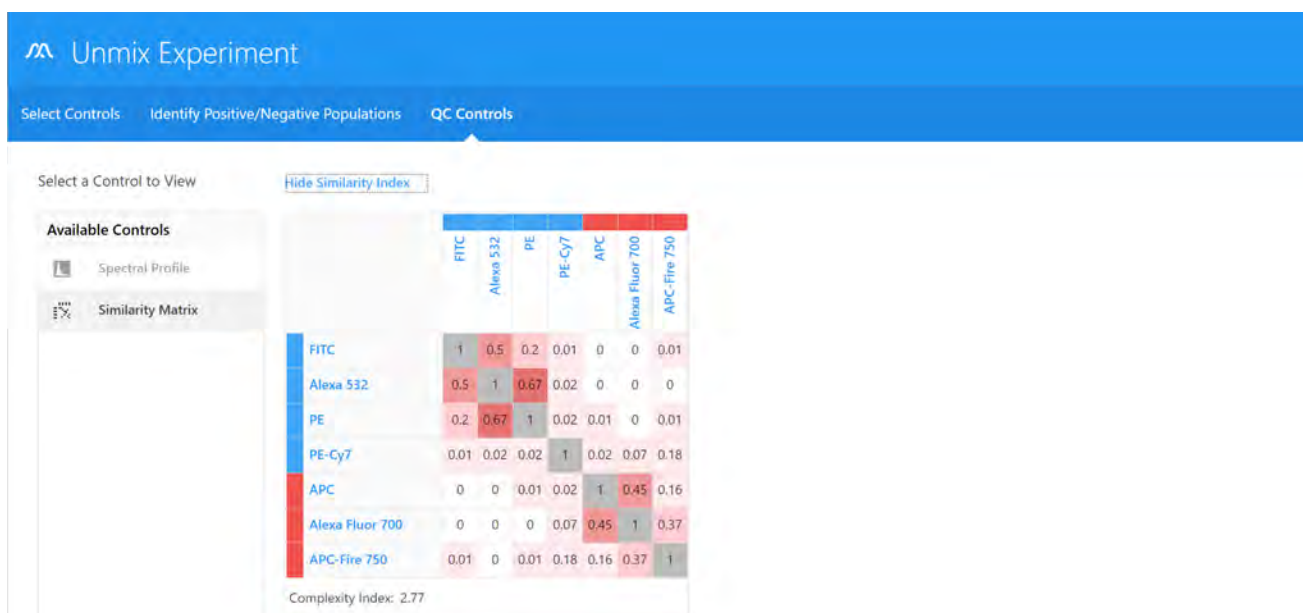 Unmix Experiment
Select Controls Identify Positive/Negative Populations QC Controls
Select a Control to View Hide Similarity Index
Available Controls
Spectral Profile
Similarity Matrix
FITC Alexa 532 PE PE-Cy7 APC Alexa Fluor 700 APC-Fire 750
FITC 1 0.5 0.2 0.01 0 0 0.01
Alexa 532 0.5 1 0.67 0.02 0 0 0
PE 0.2 0.67 1 0.02 0.01 0 0.01
PE-Cy7 0.01 0.02 0.02 1 0.02 0.07 0.18
APC 0 0 0.01 0.02 1 0.45 0.16
Alexa Fluor 700 0 0 0 0.07 0.45 1 0.37
APC-Fire 750 0.01 0 0.01 0.18 0.16 0.37 1
Complexity Index: 2.77